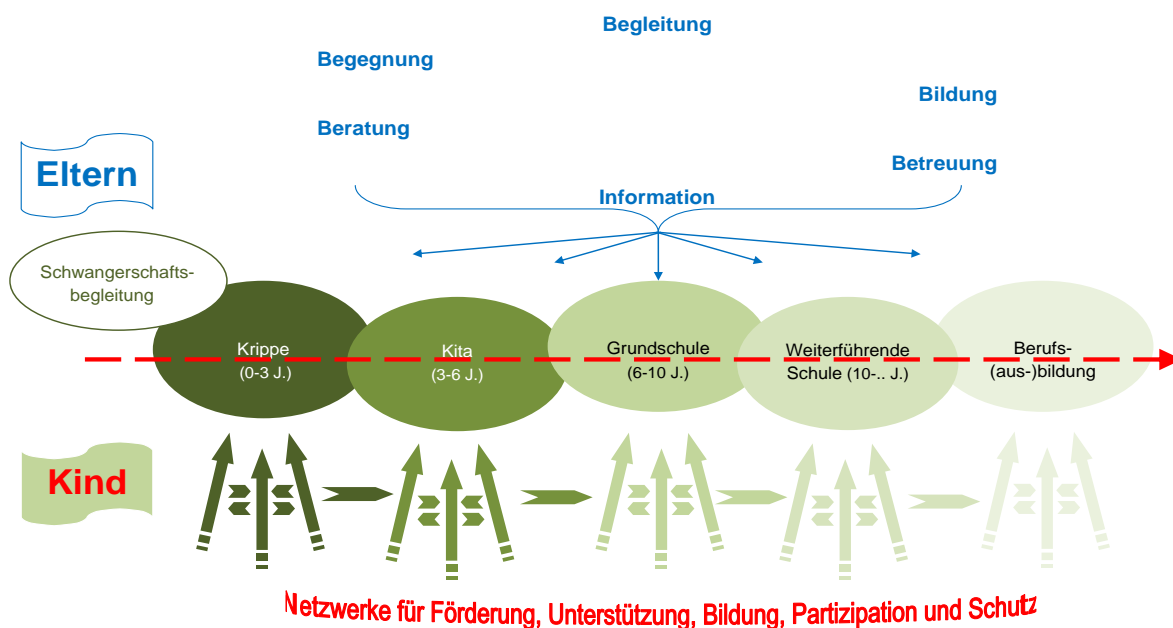 Begleitung
Begegnung
Bildung
Beratung
Eltern
Betreuung
Information
Schwangerschafts-
begleitung
Krippe
(0-3 J.)
Kita
(3-6 J.)
Grundschule
(6-10 J.)
Weiterführende
Schule (10-.. J.)
Berufs-
(aus-)bildung
Kind
Netzwerke für Förderung, Unterstützung, Bildung, Partizipation und Schutz